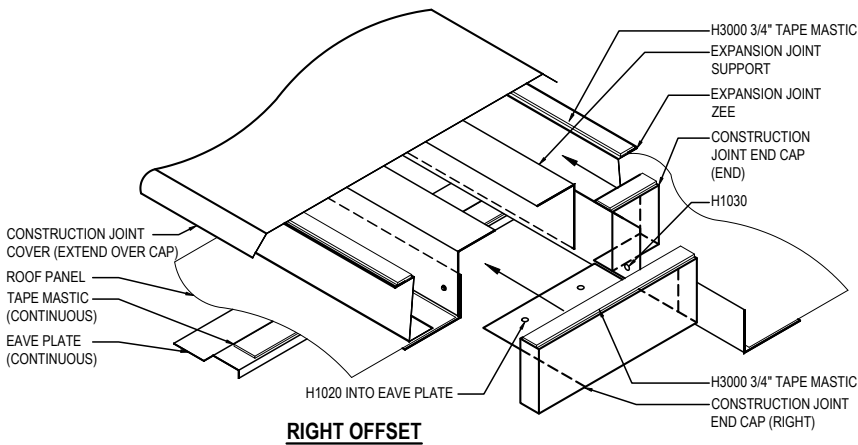 H3000 3/4" TAPE MASTIC
EXPANSION JOINT
SUPPORT
EXPANSION JOINT
ZEE
CONSTRUCTION
JOINT END CAP
(END)
H1030
CONSTRUCTION JOINT
COVER (EXTEND OVER CAP)
ROOF PANEL
TAPE MASTIC
(CONTINUOUS)
EAVE PLATE
(CONTINUOUS)
H1020 INTO EAVE PLATE
H3000 3/4" TAPE MASTIC
CONSTRUCTION JOINT
END CAP (RIGHT)
RIGHT OFFSET